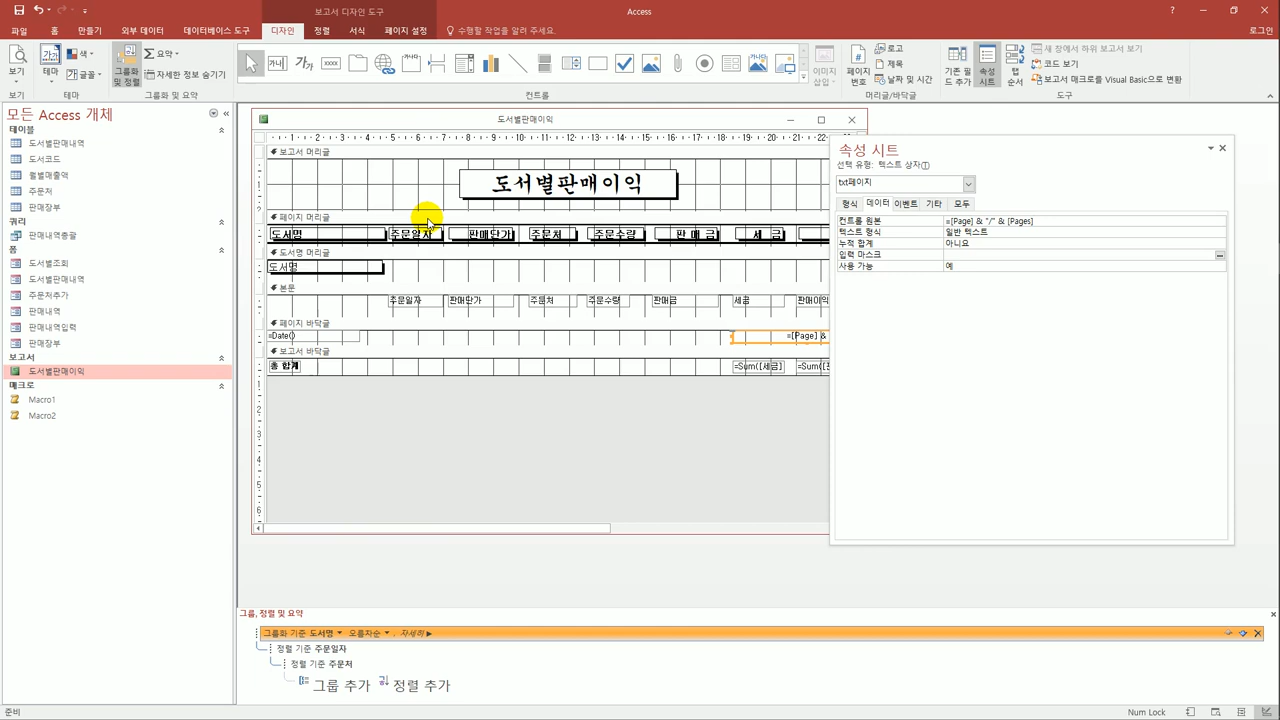 보고서 디자인 도구
Access
파일 홈 만들기 외부 데이터 데이터베이스 도구 디자인 정렬 서식 페이지 설정 수행할 작업을 알려 주세요. 로그인
보기
테마
색
글꼴
그룹화 및 정렬
요약
자세한 정보 숨기기
이미지 삽입
페이지 번호
로고
제목
날짜 및 시간
기존 필드 추가
속성 시트
탭 순서
새 창에서 하위 보고서 보기
코드 보기
보고서 매크로를 Visual Basic으로 변환
보기 테마 그룹화 및 요약 컨트롤 머리글/바닥글 도구
모든 Access 개체
테이블
도서별판매내역
도서코드
월별매출액
주문처
판매장부
쿼리
판매내역총괄
폼
도서별조회
도서별판매내역
주문처추가
판매내역
판매내역입력
판매장부
보고서
도서별판매이익
매크로
Macro1
Macro2
도서별판매이익
보고서 머리글
도서별판매이익
페이지 머리글
도서명 주문일자 판매단가 주문처 주문수량 판 매 금 세 금
도서명 머리글
도서명
본문
주문일자 판매단가 주문처 주문수량 판매금 세금 판매이익
페이지 바닥글
=Date() =[Page] &
보고서 바닥글
총 합계 =Sum([세금] =Sum([판
속성 시트
선택 유형: 텍스트 상자(T)
txt페이지
형식 데이터 이벤트 기타 모두
컨트롤 원본 =[Page] & "/" & [Pages]
텍스트 형식 일반 텍스트
누적 합계 아니요
입력 마스크
사용 가능 예
그룹, 정렬 및 요약
그룹화 기준 도서명 오름차순 , 자세히
정렬 기준 주문일자
정렬 기준 주문처
그룹 추가 정렬 추가
준비 Num Lock